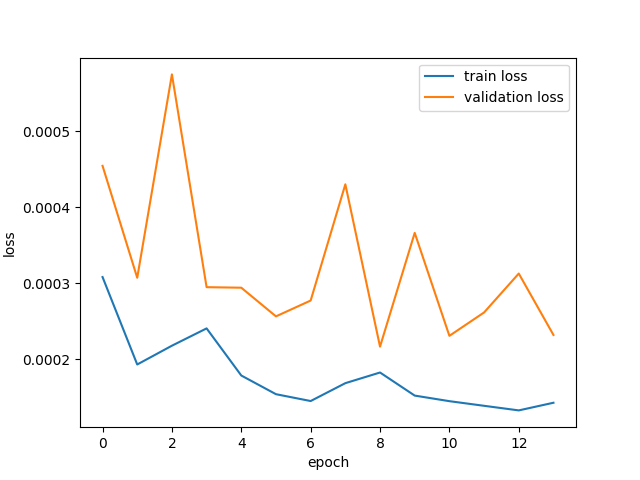 train loss
validation loss
0.0005
0.0004
0.0003
0.0002
loss
0 2 4 6 8 10 12
epoch